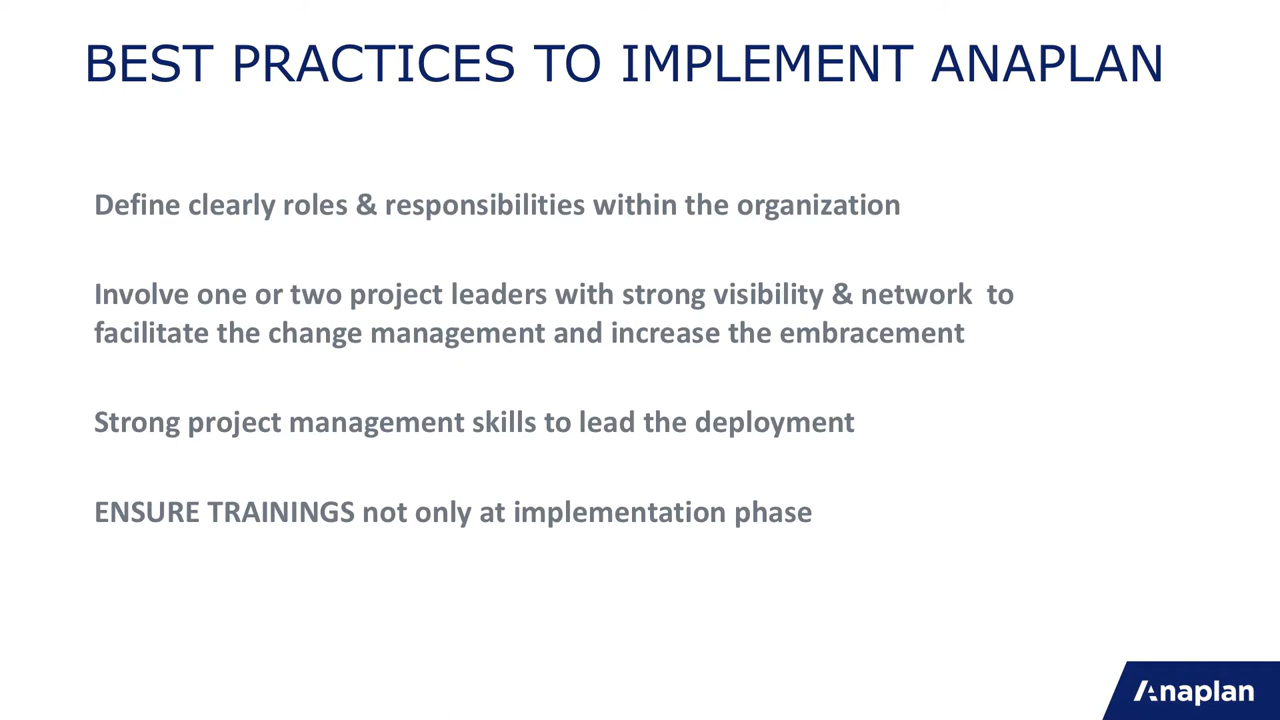 BEST PRACTICES TO IMPLEMENT ANAPLAN
Define clearly roles & responsibilities within the organization
Involve one or two project leaders with strong visibility & network  to
facilitate the change management and increase the embracement
Strong project management skills to lead the deployment
ENSURE TRAININGS not only at implementation phase
Anaplan